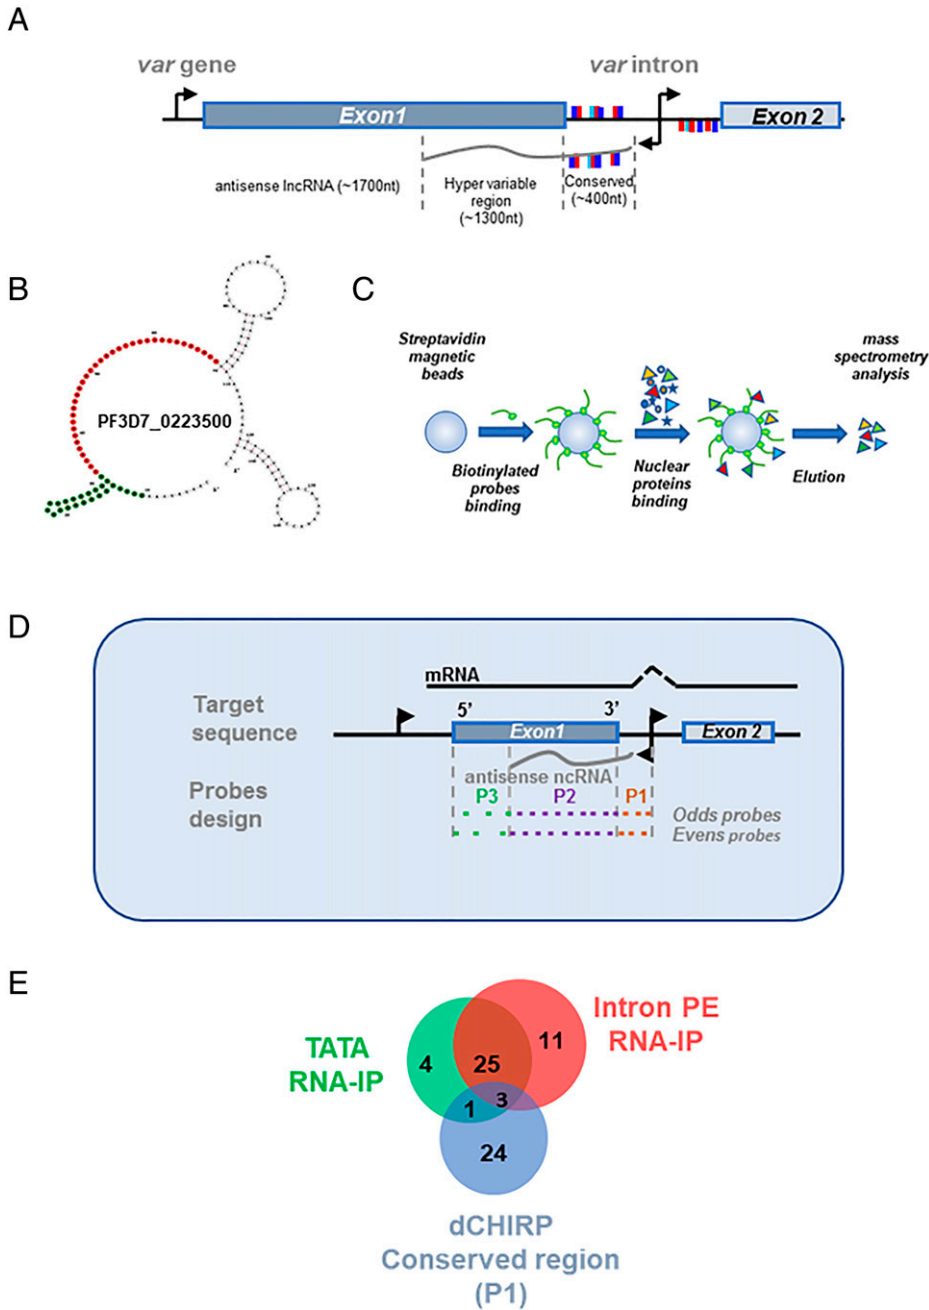 A
var gene
var intron
Exon1
Exon 2
antisense lncRNA (~1700nt)
Hyper variable
region
(~1300nt)
Conserved
(~400nt)
B
PF3D7_0223500
C
Streptavidin
magnetic
beads
Biotinylated
probes
binding
Nuclear
proteins
binding
Elution
mass
spectrometry
analysis
D
mRNA
Target
sequence
5’
3’
Exon1
Exon 2
antisense ncRNA
Probes
design
P3
P2
P1
Odds probes
Evens probes
E
TATA
RNA-IP
Intron PE
RNA-IP
4
25
11
1
3
24
dCHIRP
Conserved region
(P1)